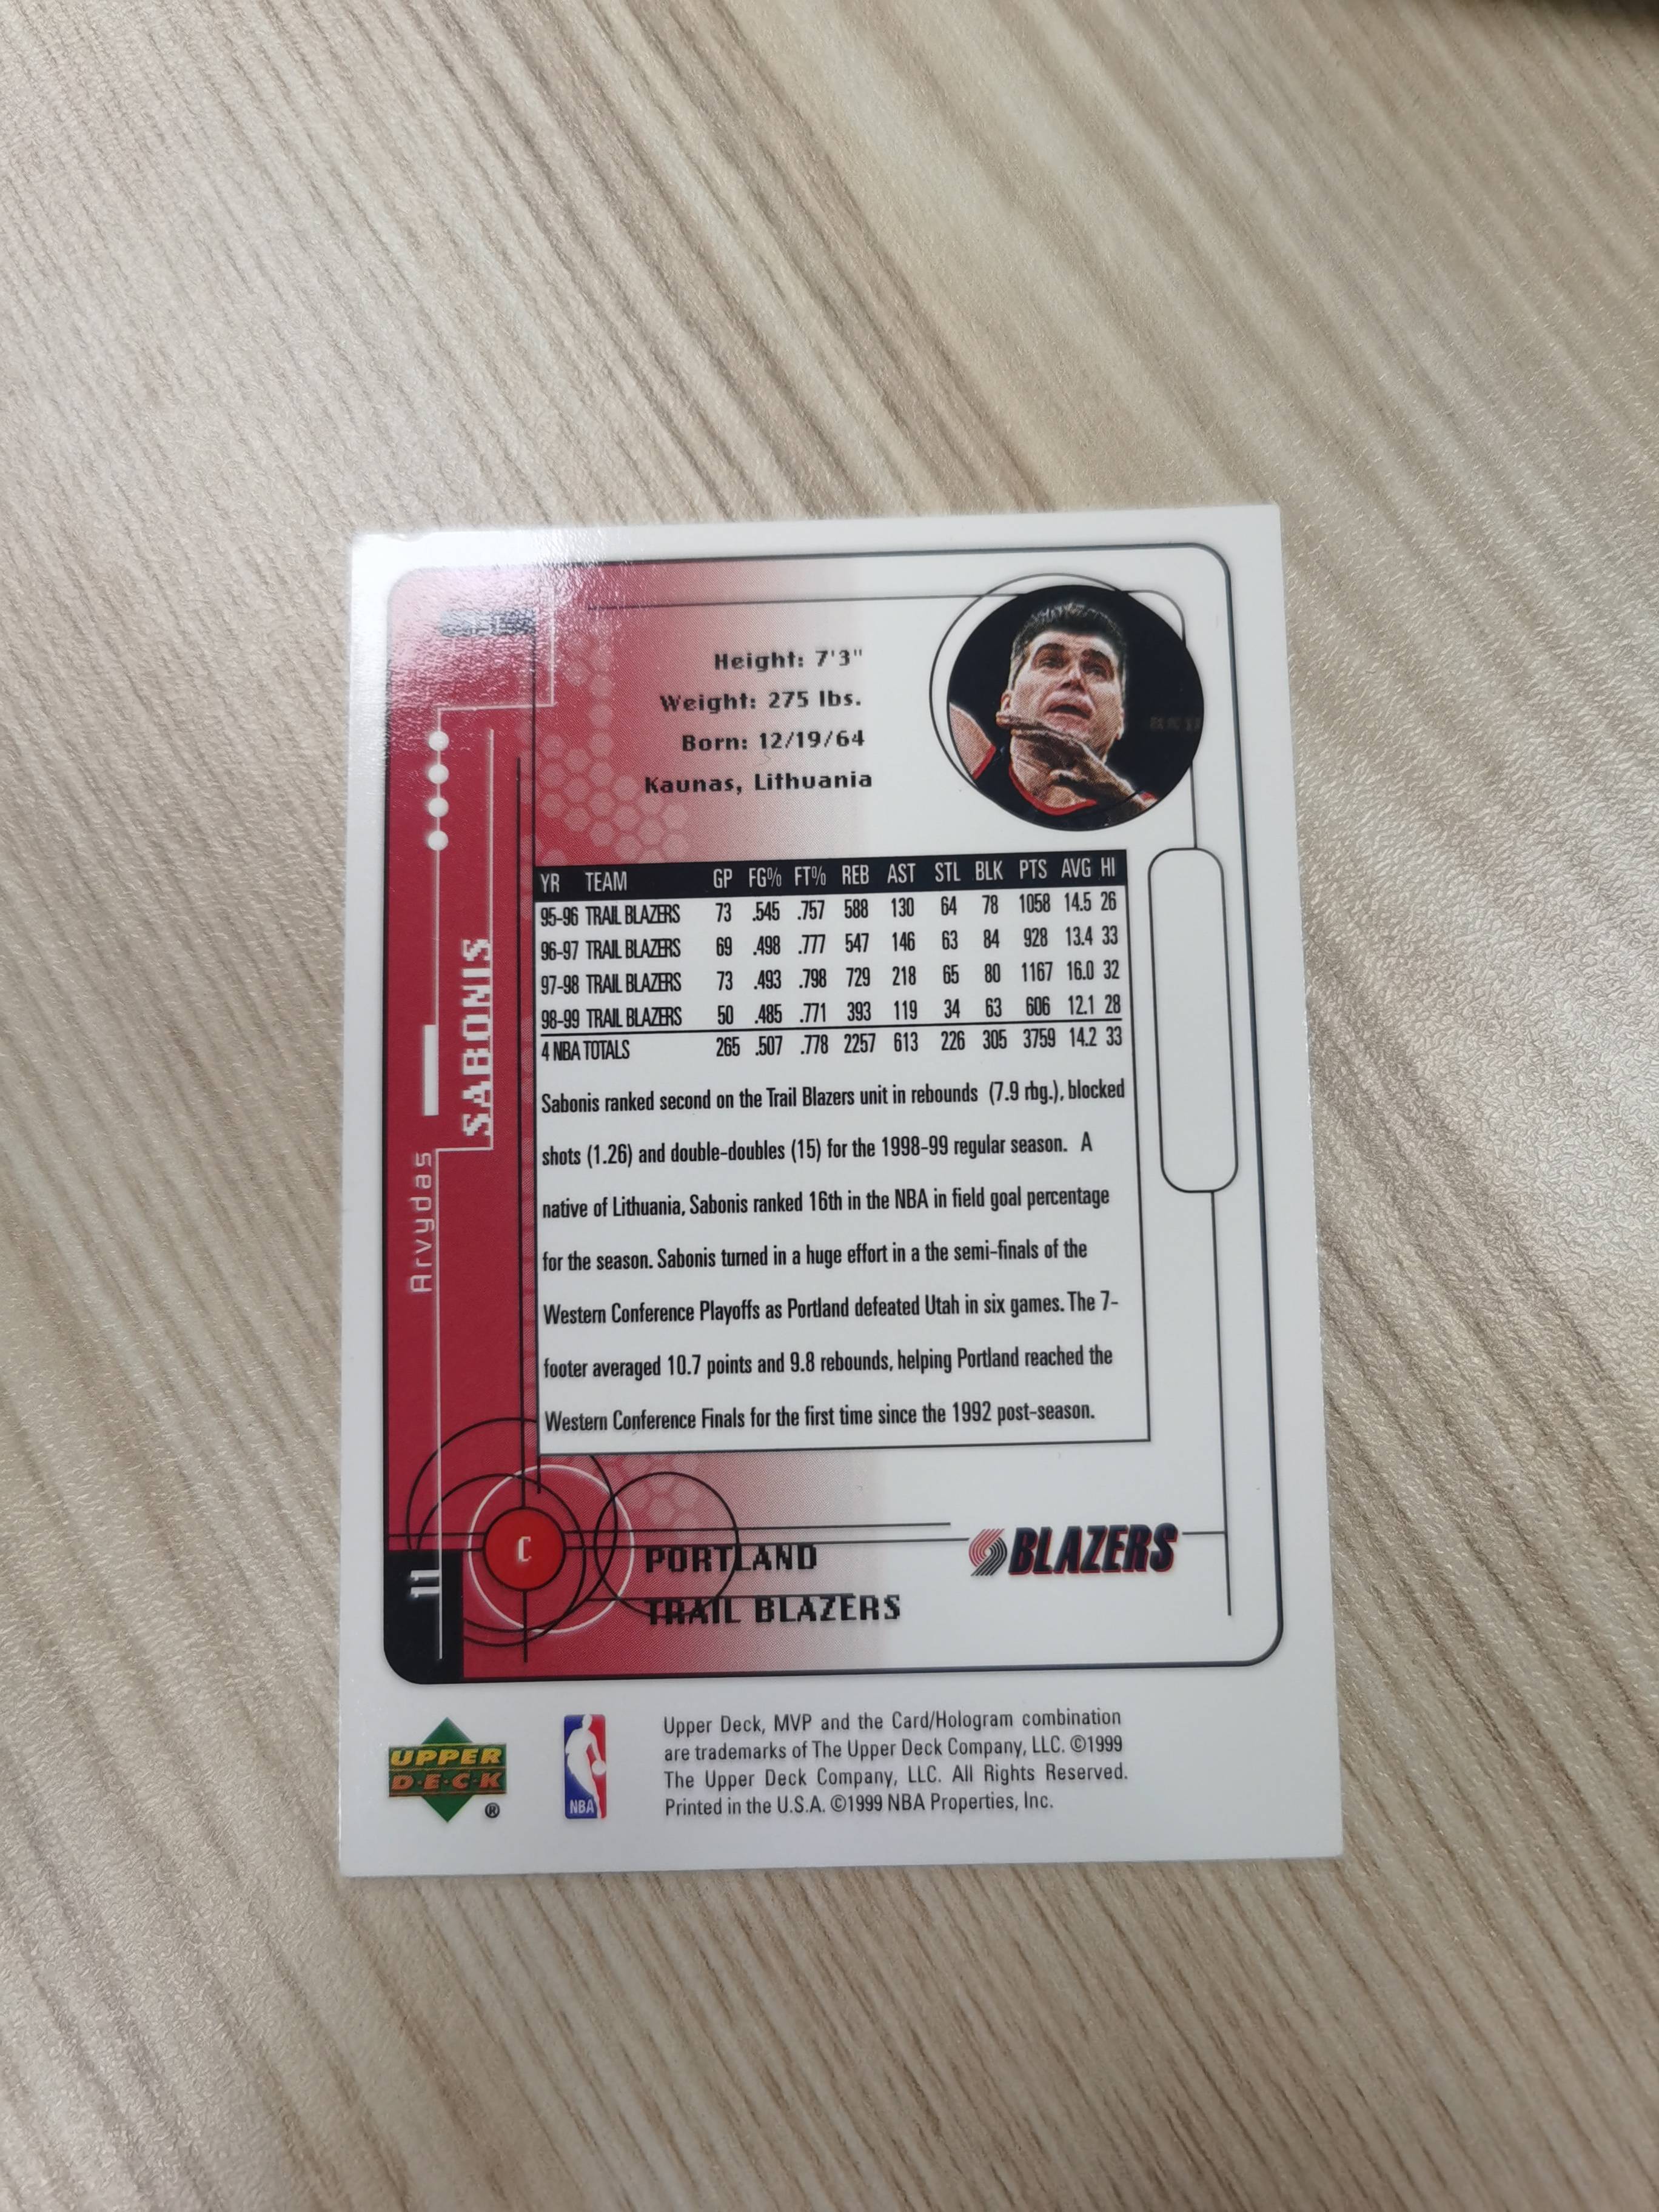 Height: 7'3"
Weight: 275 lbs.
Born: 12/19/64
Kaunas, Lithuania
Arvydas
SABONIS
YR TEAM GP FG% FT% REB AST STL BLK PTS AVG HI
95-96 TRAIL BLAZERS 73 .545 .757 588 130 64 78 1058 14.5 26
96-97 TRAIL BLAZERS 69 .498 .777 547 146 63 84 928 13.4 33
97-98 TRAIL BLAZERS 73 .493 .798 729 218 65 80 1167 16.0 32
98-99 TRAIL BLAZERS 50 .485 .771 393 119 34 63 606 12.1 28
4 NBA TOTALS 265 .507 .778 2257 613 226 305 3759 14.2 33
Sabonis ranked second on the Trail Blazers unit in rebounds (7.9 rbg.), blocked
shots (1.26) and double-doubles (15) for the 1998-99 regular season. A
native of Lithuania, Sabonis ranked 16th in the NBA in field goal percentage
for the season. Sabonis turned in a huge effort in a the semi-finals of the
Western Conference Playoffs as Portland defeated Utah in six games. The 7-
footer averaged 10.7 points and 9.8 rebounds, helping Portland reached the
Western Conference Finals for the first time since the 1992 post-season.
11
C
PORTLAND
TRAIL BLAZERS
BLAZERS
UPPER
D·E·C·K
®
NBA
Upper Deck, MVP and the Card/Hologram combination
are trademarks of The Upper Deck Company, LLC. ©1999
The Upper Deck Company, LLC. All Rights Reserved.
Printed in the U.S.A. ©1999 NBA Properties, Inc.